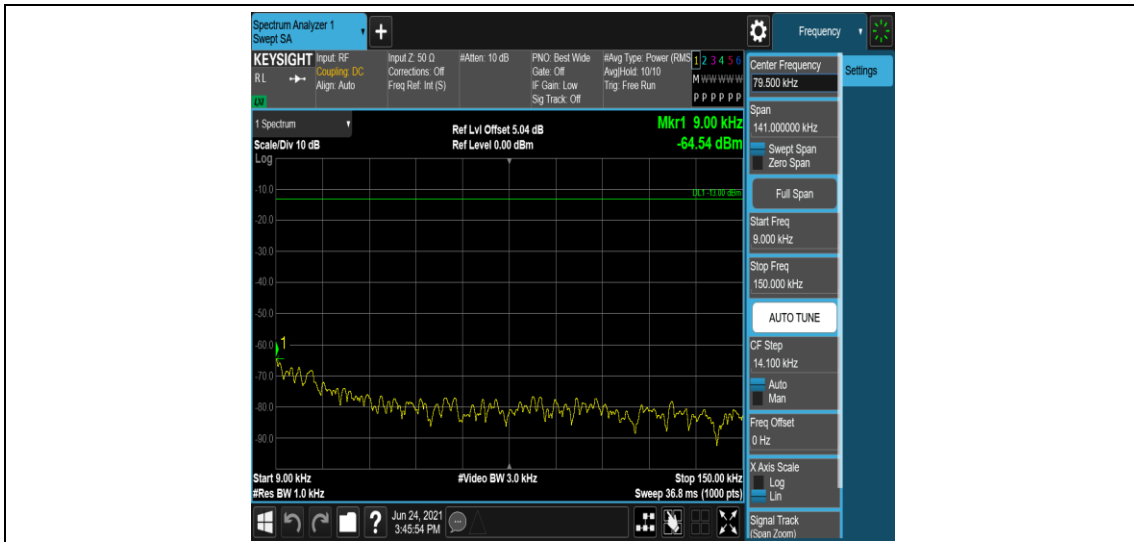 Spectrum Analyzer 1
Swept SA
+
Frequency
KEYSIGHT
RL
Input: RF
Coupling: DC
Align: Auto
Input Z: 50 Ω
Corrections: Off
Freq Ref: Int (S)
#Atten: 10 dB
PNO: Best Wide
Gate: Off
IF Gain: Low
Sig Track: Off
#Avg Type: Power (RMS
Avg|Hold: 10/10
Trig: Free Run
1 2 3 4 5 6
M W W W W W
P P P P P P
1 Spectrum
Scale/Div 10 dB
Ref Lvl Offset 5.04 dB
Ref Level 0.00 dBm
Mkr1 9.00 kHz
-64.54 dBm
Log
DL1 -13.00 dBm
-10.0
-20.0
-30.0
-40.0
-50.0
-60.0
1
-70.0
-80.0
-90.0
Start 9.00 kHz
#Res BW 1.0 kHz
#Video BW 3.0 kHz
Stop 150.00 kHz
Sweep 36.8 ms (1000 pts)
?
Jun 24, 2021
3:45:54 PM
Center Frequency
79.500 kHz
Settings
Span
141.000000 kHz
Swept Span
Zero Span
Full Span
Start Freq
9.000 kHz
Stop Freq
150.000 kHz
AUTO TUNE
CF Step
14.100 kHz
Auto
Man
Freq Offset
0 Hz
X Axis Scale
Log
Lin
Signal Track
(Span Zoom)